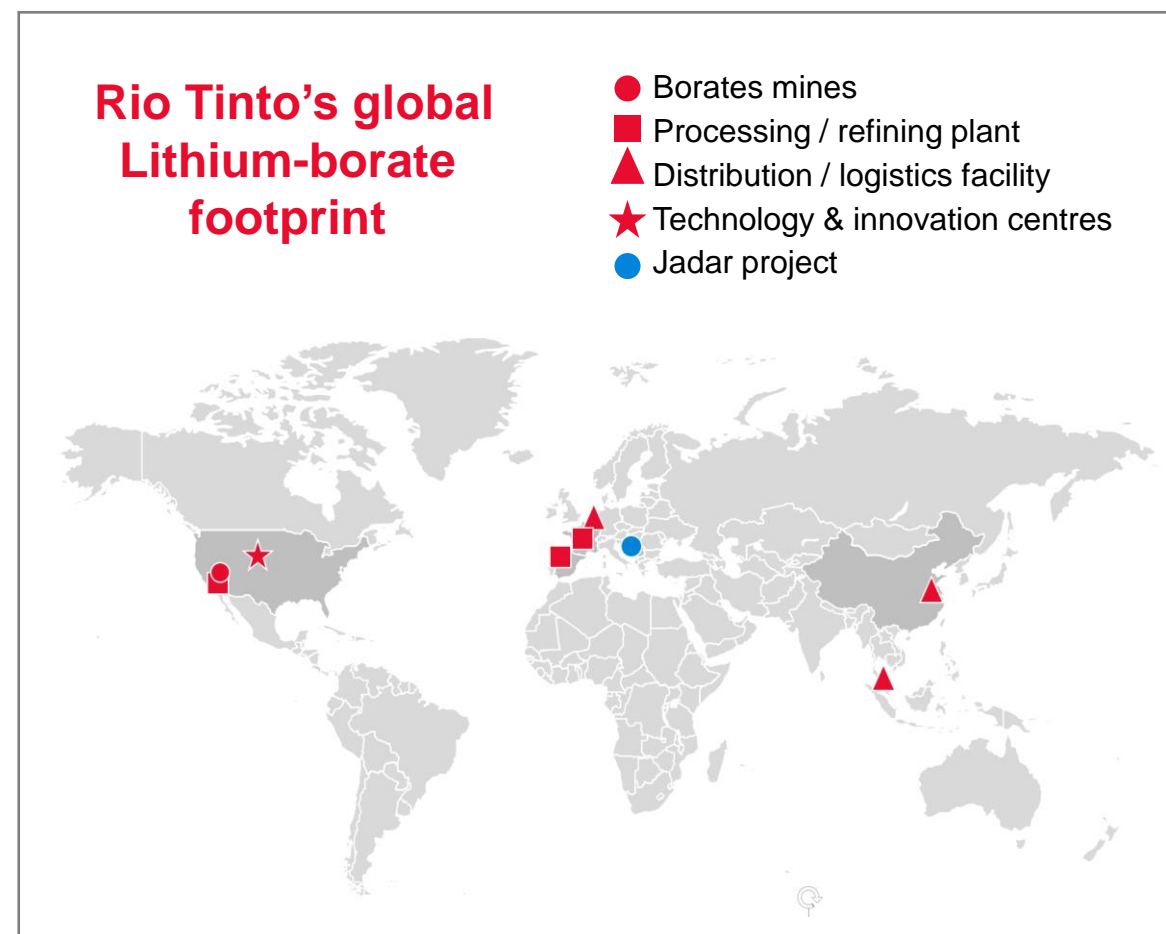 Rio Tinto’s global
Lithium-borate
footprint
Borates mines
Processing / refining plant
Distribution / logistics facility
Technology & innovation centres
Jadar project